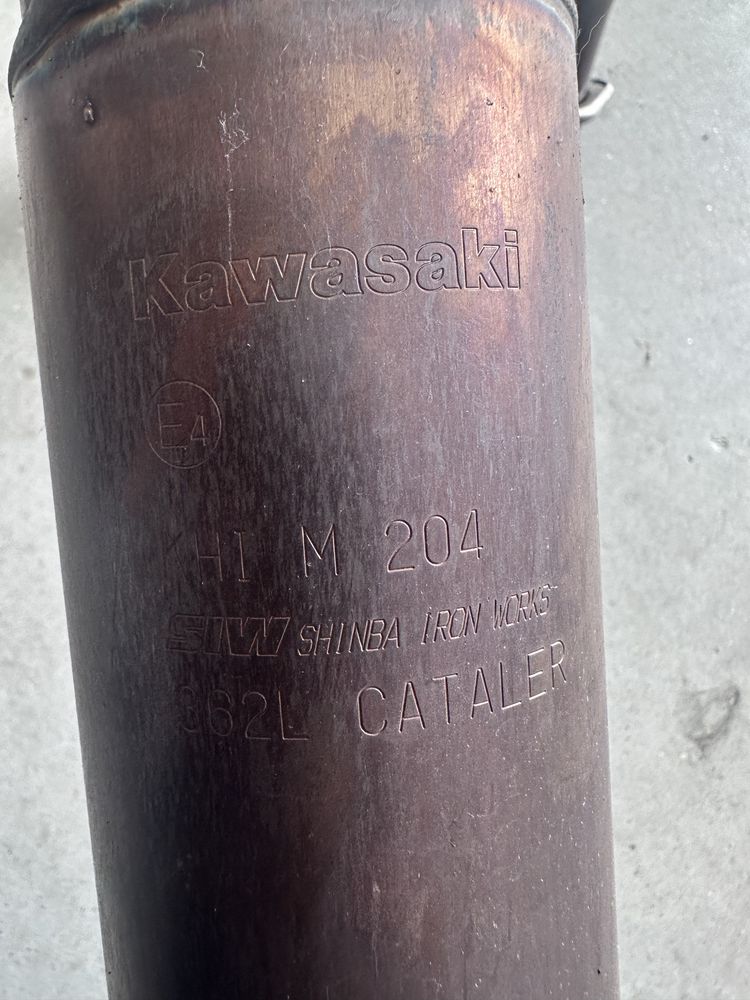 Kawasaki
E4
KHI M 204
SIW SHINBA IRON WORKS
362L CATALER